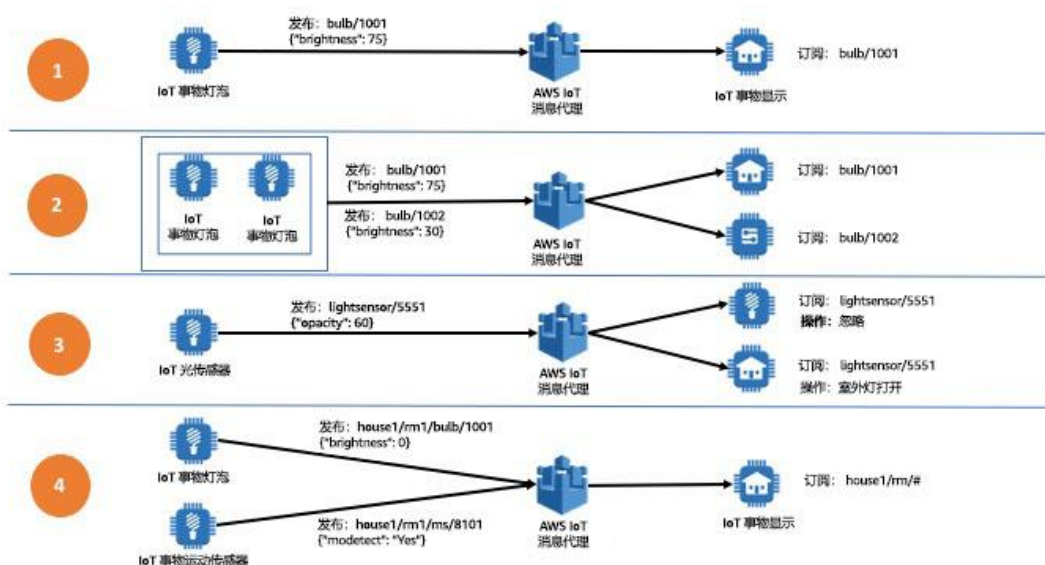 1
发布：bulb/1001
{"brightness": 75}
IoT 事物灯泡
AWS IoT
消息代理
IoT 事物显示
订阅：bulb/1001
2
IoT
事物灯泡
IoT
事物灯泡
发布：bulb/1001
{"brightness": 75}
发布：bulb/1002
{"brightness": 30}
AWS IoT
消息代理
订阅：bulb/1001
订阅：bulb/1002
3
发布：lightsensor/5551
{"opacity": 60}
IoT 光传感器
AWS IoT
消息代理
订阅：lightsensor/5551
操作：忽略
订阅：lightsensor/5551
操作：室外灯打开
4
发布：house1/rm1/bulb/1001
{"brightness": 0}
IoT 事物灯泡
发布：house1/rm1/ms/8101
{"modetect": "Yes"}
IoT 事物运动传感器
AWS IoT
消息代理
IoT 事物显示
订阅：house1/rm/#